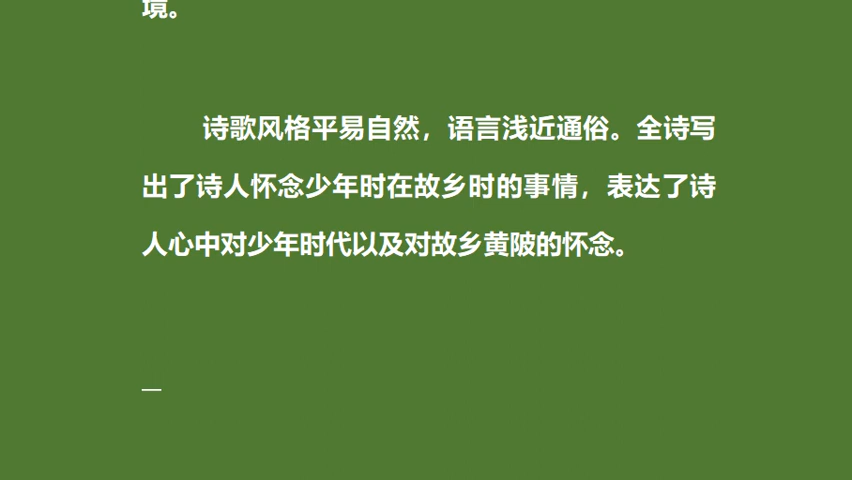 境。
诗歌风格平易自然，语言浅近通俗。全诗写
出了诗人怀念少年时在故乡时的事情，表达了诗
人心中对少年时代以及对故乡黄陂的怀念。
—